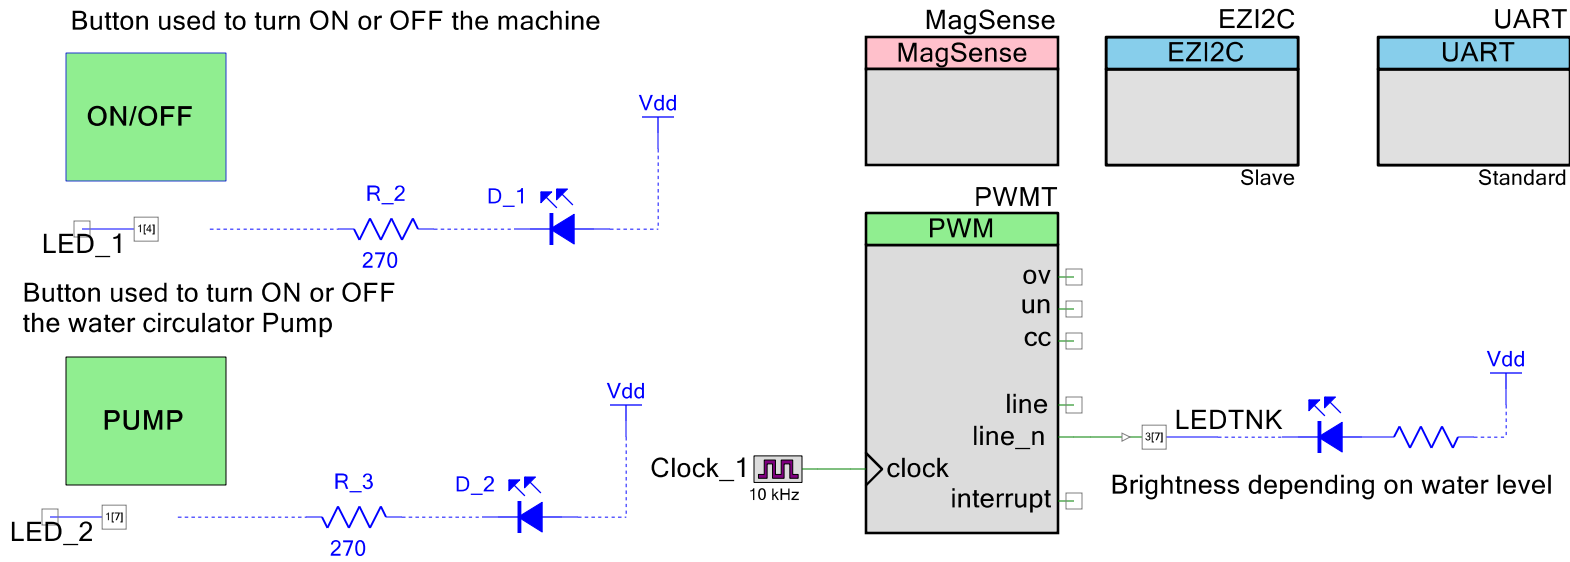 Button used to turn ON or OFF the machine
ON/OFF
Vdd
R_2
D_1
1[4]
LED_1
270
Button used to turn ON or OFF
the water circulator Pump
PUMP
Vdd
R_3
D_2
1[7]
LED_2
270
MagSense
MagSense
EZI2C
EZI2C
Slave
UART
UART
Standard
PWMT
PWM
ov
un
cc
line
line_n
clock
interrupt
Clock_1
10 kHz
3[7]
LEDTNK
Vdd
Brightness depending on water level